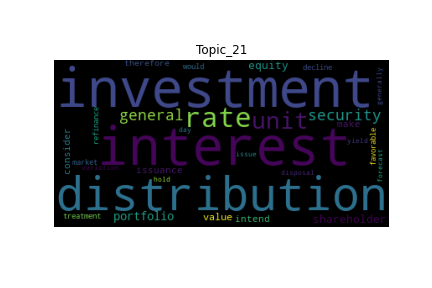 Topic_21
therefore would equity decline
investment generally
refinance general rate unit security make
consider interest day issue yield favorable
market issuance hold disposal forecast
distribution
treatment portfolio value intend shareholder